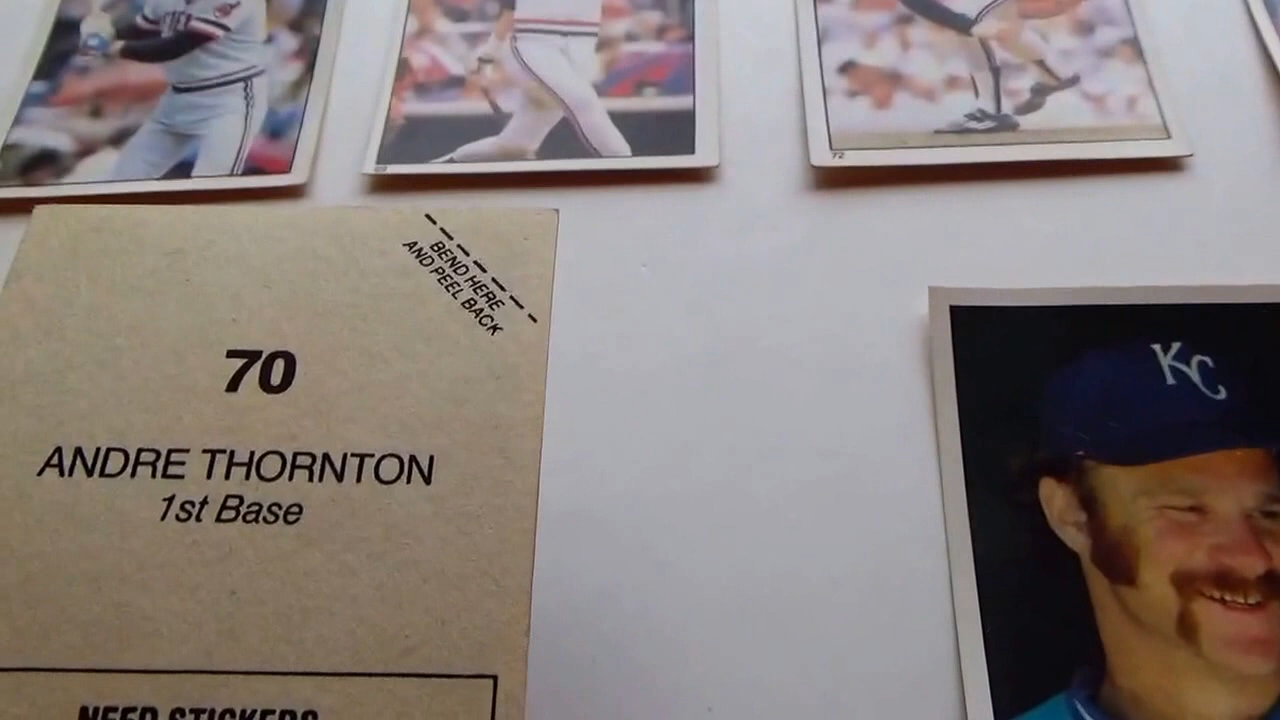 72
BEND HERE
AND PEEL BACK
70
ANDRE THORNTON
1st Base
KC
NEED STICKERS